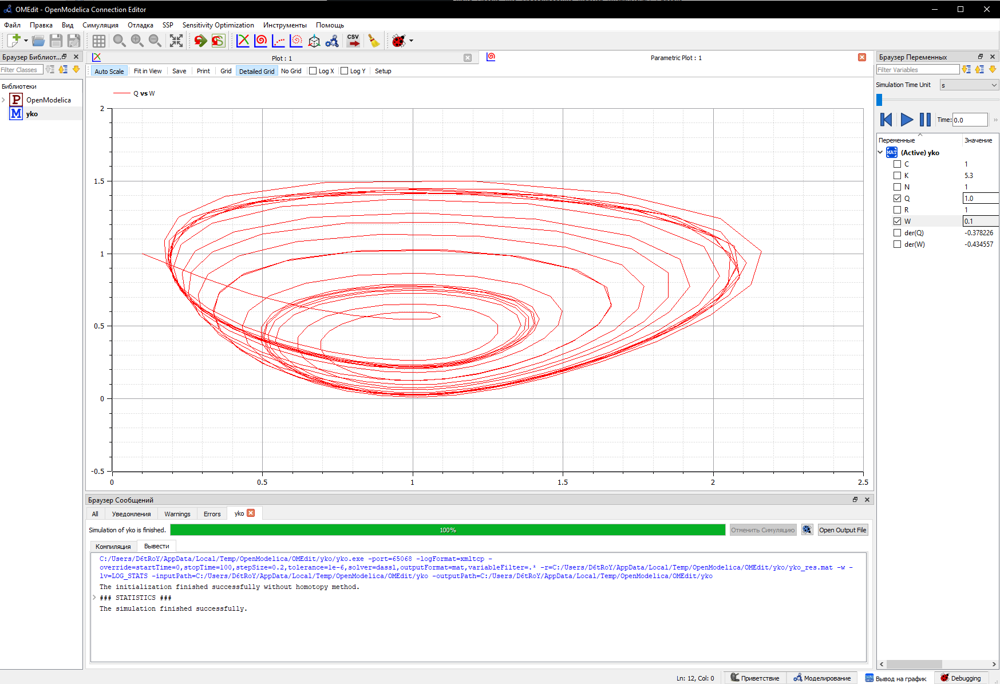 OMEdit - OpenModelica Connection Editor
Файл Правка Вид Симуляция Отладка SSP Sensitivity Optimization Инструменты Помощь
CSV
Браузер Библиот...
Plot : 1
Parametric Plot : 1
Браузер Переменных
Filter Classes
Auto Scale Fit in View Save Print Grid Detailed Grid No Grid Log X Log Y Setup
Filter Variables
Библиотеки
P OpenModelica
M yko
Simulation Time Unit s
Time: 0.0
Переменные Значение
MAT (Active) yko
C 1
K 5.3
N 1
Q 1.0
R 1
W 0.1
der(Q) -0.378226
der(W) -0.434557
Q vs W
2
1.5
1
0.5
0
-0.5
0 0.5 1 1.5 2 2.5
Браузер Сообщений
All Уведомления Warnings Errors yko
Simulation of yko is finished. 100% Отменить Симуляцию Open Output File
Компиляция Вывести
C:/Users/D6tRoY/AppData/Local/Temp/OpenModelica/OMEdit/yko/yko.exe -port=65068 -logFormat=xmltcp -
override=startTime=0,stopTime=100,stepSize=0.2,tolerance=1e-6,solver=dassl,outputFormat=mat,variableFilter=.* -r=C:/Users/D6tRoY/AppData/Local/Temp/OpenModelica/OMEdit/yko/yko_res.mat -w -
lv=LOG_STATS -inputPath=C:/Users/D6tRoY/AppData/Local/Temp/OpenModelica/OMEdit/yko -outputPath=C:/Users/D6tRoY/AppData/Local/Temp/OpenModelica/OMEdit/yko
The initialization finished successfully without homotopy method.
### STATISTICS ###
The simulation finished successfully.
Ln: 12, Col: 0 Приветствие Моделирование Вывод на график Debugging